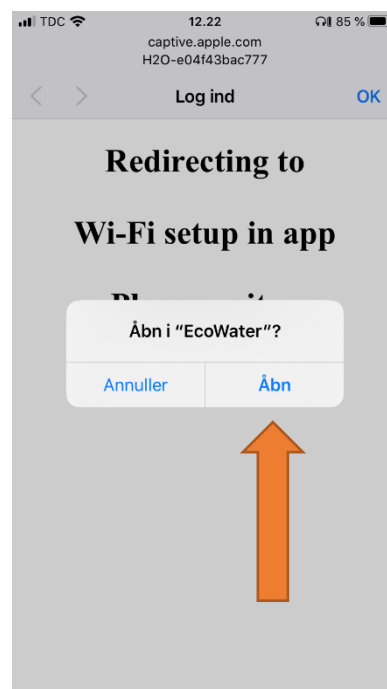 TDC 12.22 85 %
captive.apple.com
H2O-e04f43bac777
< > Log ind OK
Redirecting to
Wi-Fi setup in app
Åbn i “EcoWater”?
Annuller Åbn